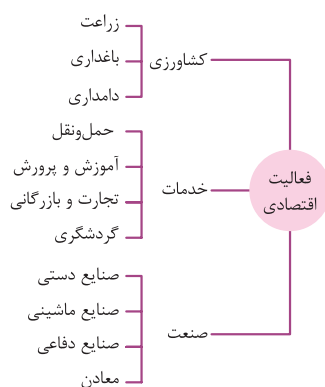 فعالیت
اقتصادی
کشاورزی
زراعت
باغداری
دامداری
خدمات
حمل‌ونقل
آموزش و پرورش
تجارت و بازرگانی
گردشگری
صنعت
صنایع دستی
صنایع ماشینی
صنایع دفاعی
معادن